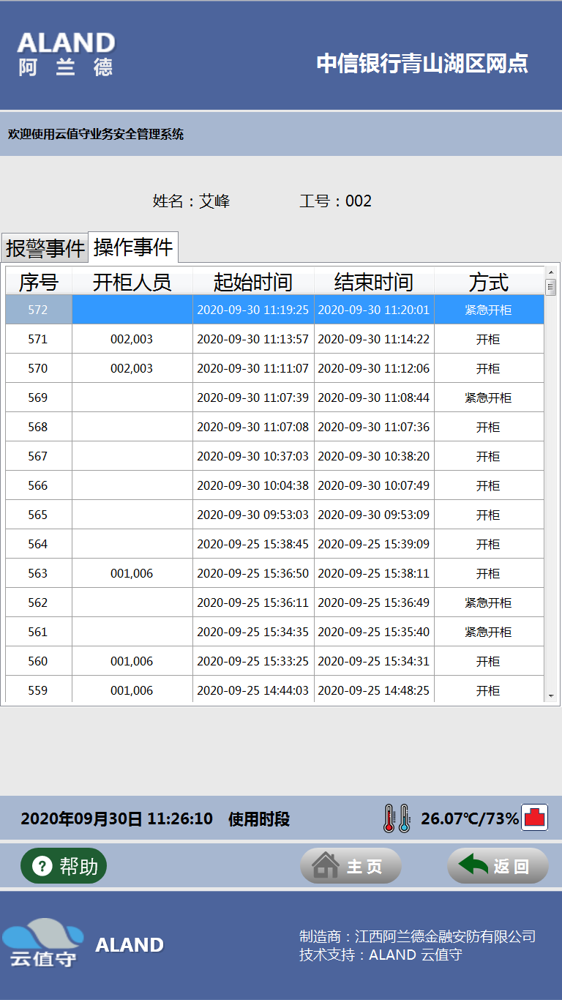 ALAND
阿兰德
中信银行青山湖区网点
欢迎使用云值守业务安全管理系统
姓名：艾峰 工号：002
报警事件 操作事件
序号 开柜人员 起始时间 结束时间 方式
572 2020-09-30 11:19:25 2020-09-30 11:20:01 紧急开柜
571 002,003 2020-09-30 11:13:57 2020-09-30 11:14:22 开柜
570 002,003 2020-09-30 11:11:07 2020-09-30 11:12:06 开柜
569 2020-09-30 11:07:39 2020-09-30 11:08:44 紧急开柜
568 2020-09-30 11:07:08 2020-09-30 11:07:36 开柜
567 2020-09-30 10:37:03 2020-09-30 10:38:20 开柜
566 2020-09-30 10:04:38 2020-09-30 10:07:49 开柜
565 2020-09-30 09:53:03 2020-09-30 09:53:09 开柜
564 2020-09-25 15:38:45 2020-09-25 15:39:09 开柜
563 001,006 2020-09-25 15:36:50 2020-09-25 15:38:11 开柜
562 2020-09-25 15:36:11 2020-09-25 15:36:49 紧急开柜
561 2020-09-25 15:34:35 2020-09-25 15:35:40 紧急开柜
560 001,006 2020-09-25 15:33:25 2020-09-25 15:34:31 开柜
559 001,006 2020-09-25 14:44:03 2020-09-25 14:48:25 开柜
2020年09月30日 11:26:10 使用时段 26.07℃/73%
? 帮助 主页 返回
云值守 ALAND
制造商：江西阿兰德金融安防有限公司
技术支持：ALAND 云值守